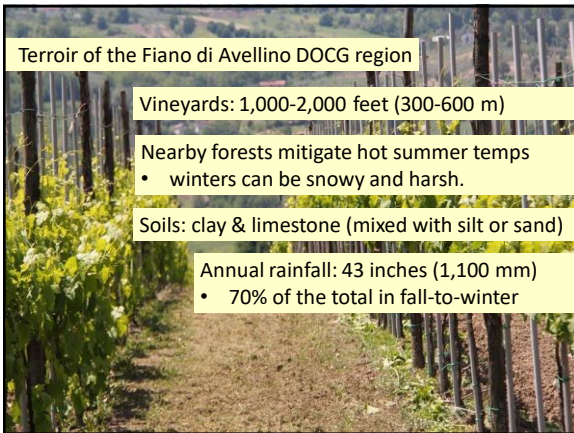 Terroir of the Fiano di Avellino DOCG region
Vineyards: 1,000-2,000 feet (300-600 m)
Nearby forests mitigate hot summer temps
• winters can be snowy and harsh.
Soils: clay & limestone (mixed with silt or sand)
Annual rainfall: 43 inches (1,100 mm)
• 70% of the total in fall-to-winter